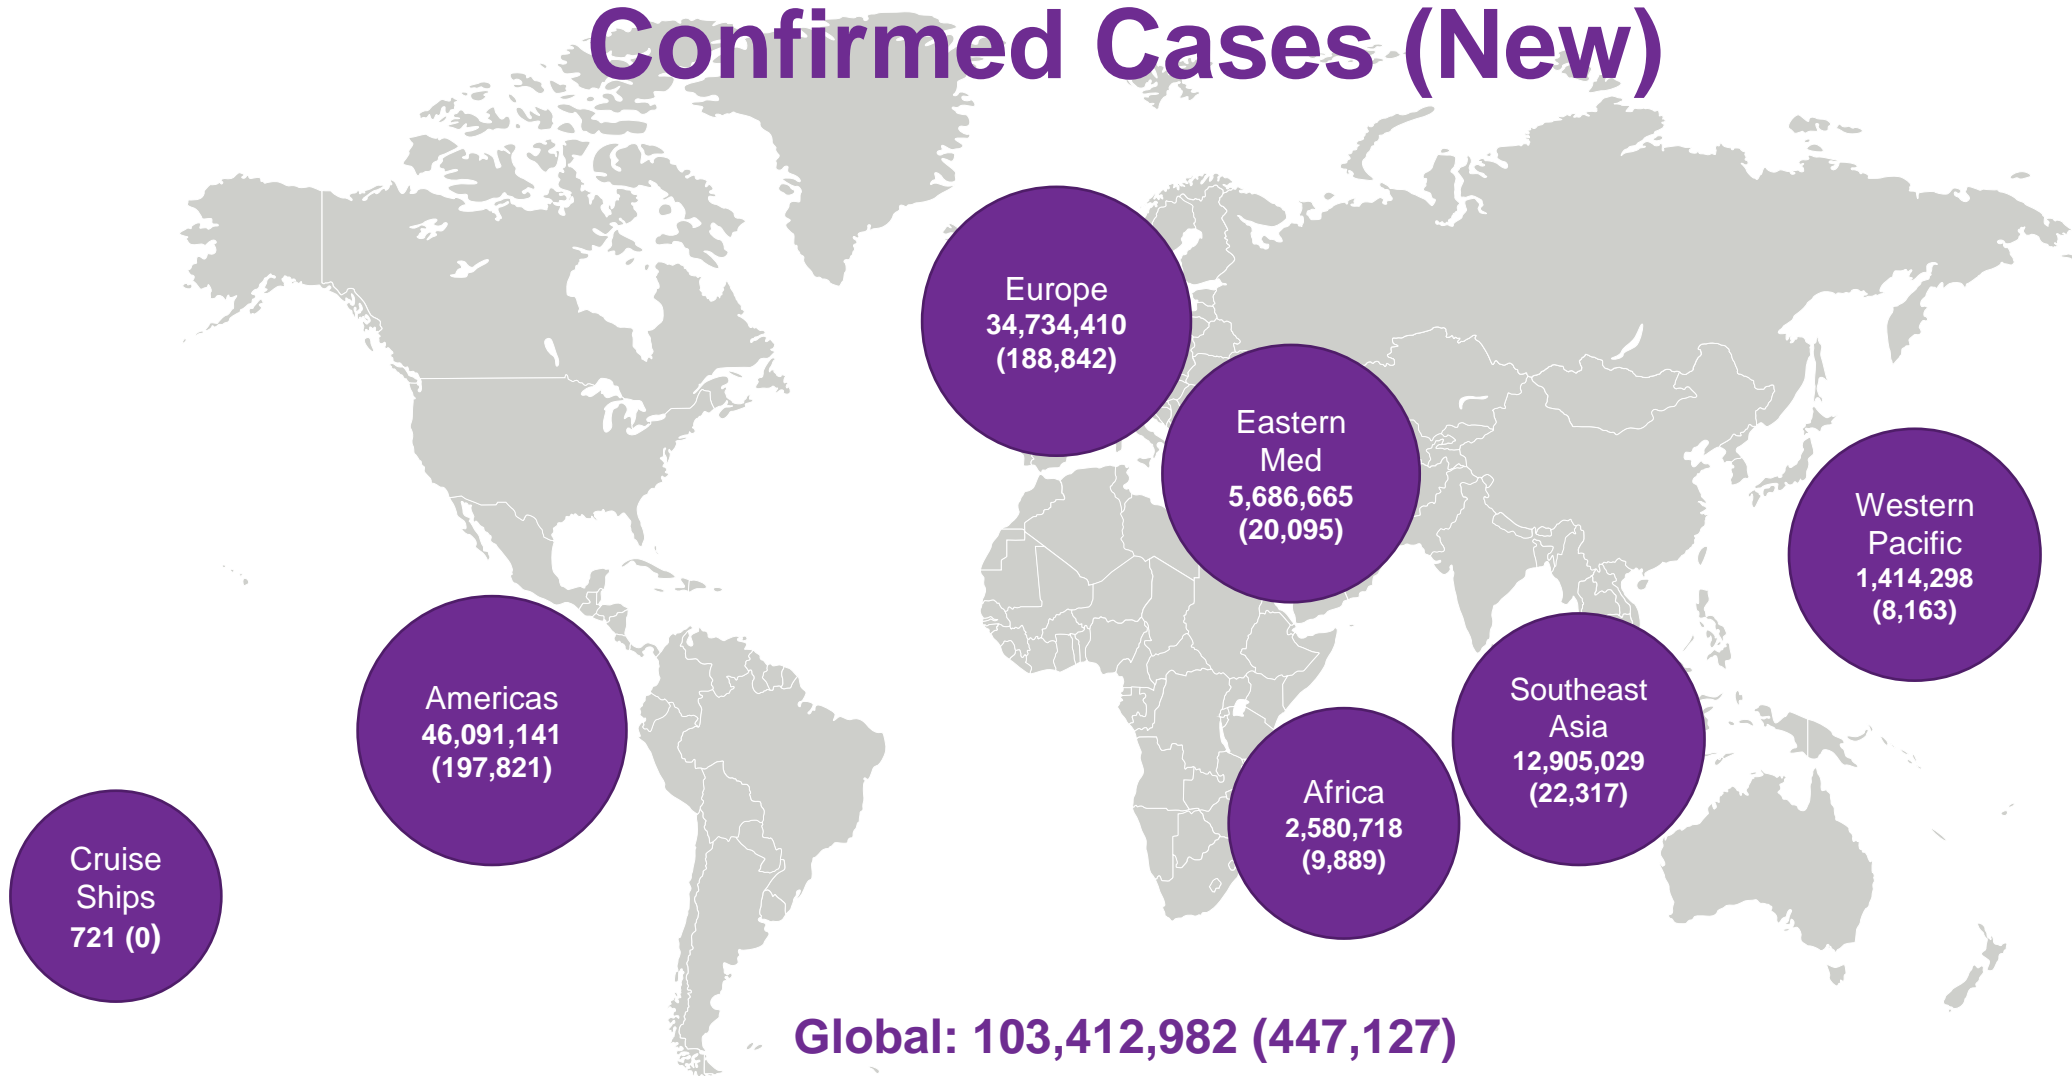 Confirmed Cases (New)
Europe
34,734,410
(188,842)
Eastern
Med
5,686,665
(20,095)
Western
Pacific
1,414,298
(8,163)
Americas
46,091,141
(197,821)
Southeast
Asia
12,905,029
(22,317)
Africa
2,580,718
(9,889)
Cruise
Ships
721 (0)
Global: 103,412,982 (447,127)